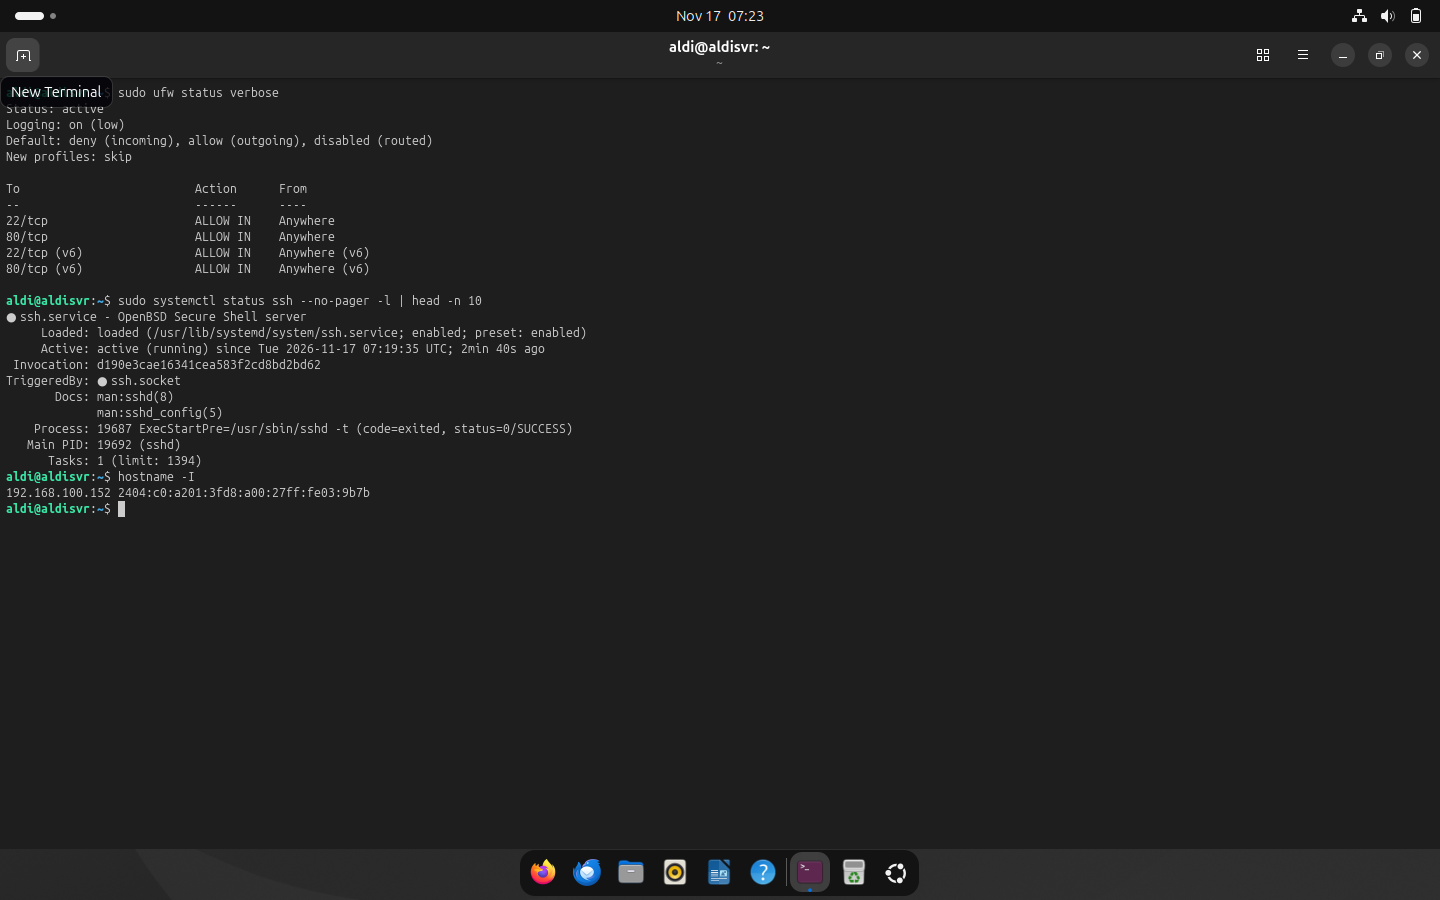 Nov 17 07:23
aldi@aldisvr: ~
~
New Terminal
$ sudo ufw status verbose
Status: active
Logging: on (low)
Default: deny (incoming), allow (outgoing), disabled (routed)
New profiles: skip
To Action From
-- ------ ----
22/tcp ALLOW IN Anywhere
80/tcp ALLOW IN Anywhere
22/tcp (v6) ALLOW IN Anywhere (v6)
80/tcp (v6) ALLOW IN Anywhere (v6)
aldi@aldisvr:~$ sudo systemctl status ssh --no-pager -l | head -n 10
● ssh.service - OpenBSD Secure Shell server
Loaded: loaded (/usr/lib/systemd/system/ssh.service; enabled; preset: enabled)
Active: active (running) since Tue 2026-11-17 07:19:35 UTC; 2min 40s ago
Invocation: d190e3cae16341cea583f2cd8bd2bd62
TriggeredBy: ● ssh.socket
Docs: man:sshd(8)
man:sshd_config(5)
Process: 19687 ExecStartPre=/usr/sbin/sshd -t (code=exited, status=0/SUCCESS)
Main PID: 19692 (sshd)
Tasks: 1 (limit: 1394)
aldi@aldisvr:~$ hostname -I
192.168.100.152 2404:c0:a201:3fd8:a00:27ff:fe03:9b7b
aldi@aldisvr:~$